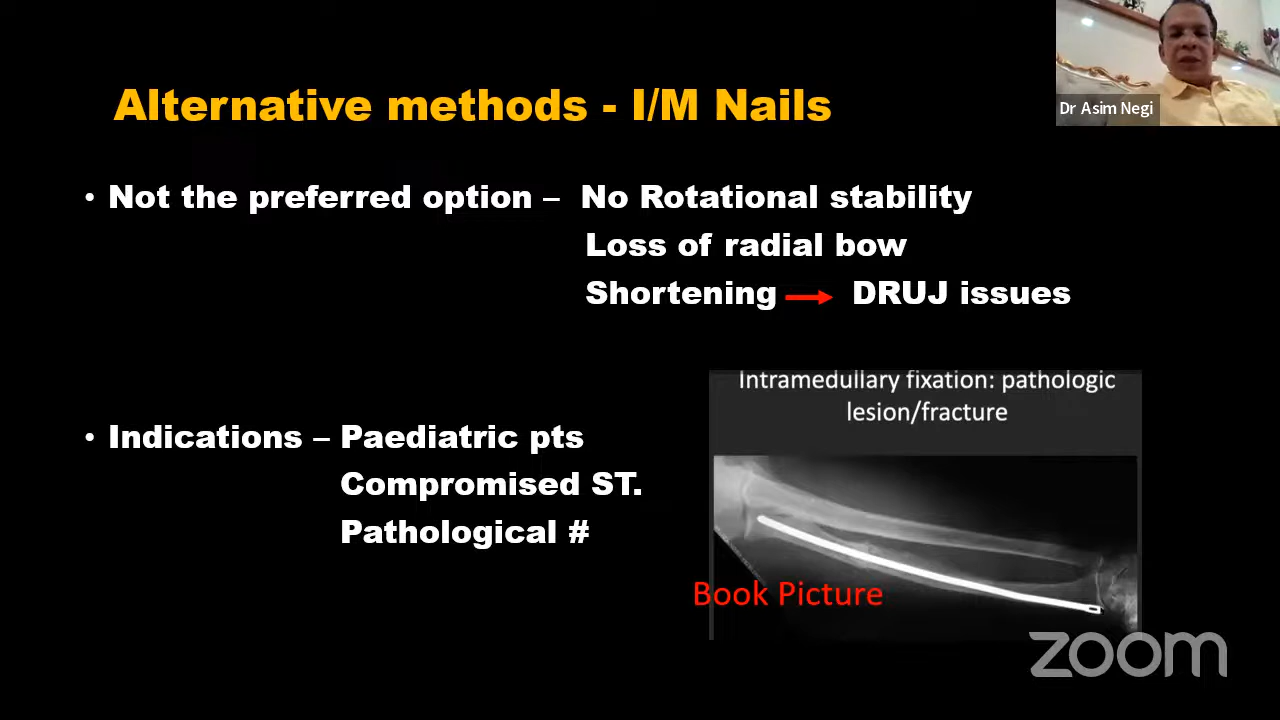 Dr Asim Negi
Alternative methods - I/M Nails
• Not the preferred option – No Rotational stability
Loss of radial bow
Shortening → DRUJ issues
Intramedullary fixation: pathologic
lesion/fracture
• Indications – Paediatric pts
Compromised ST.
Pathological #
Book Picture
zoom